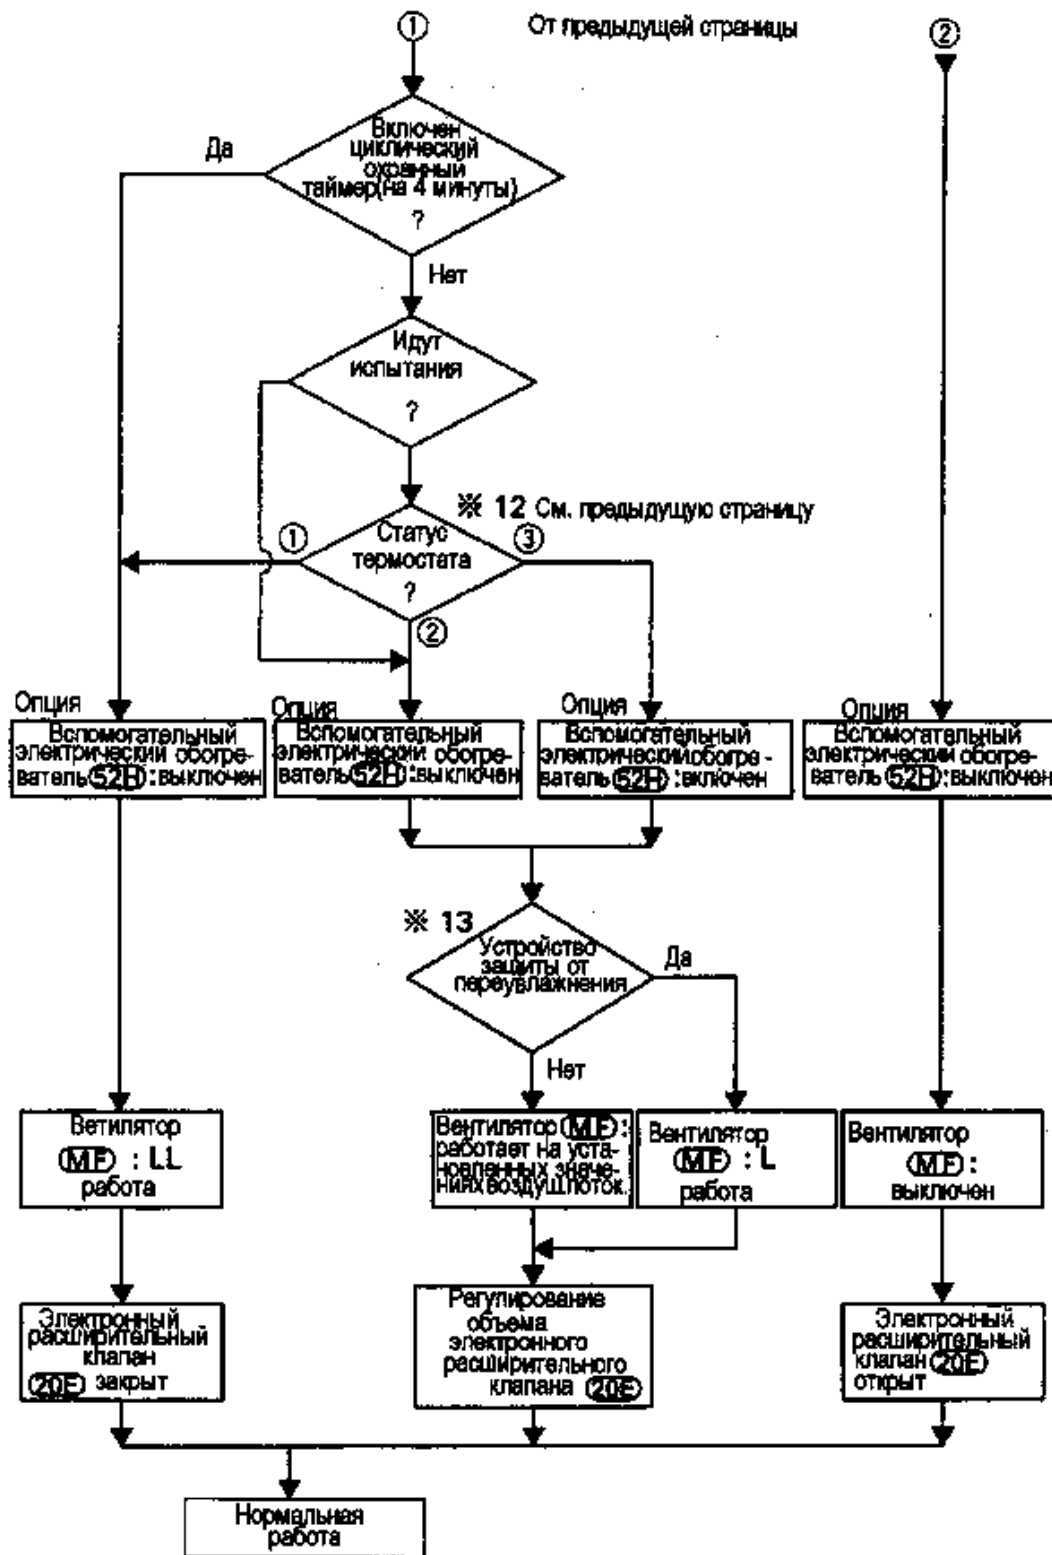 ① От предыдущей страницы ②
Включен
циклический
охранный
таймер(на 4 минуты)
?
Да
Нет
Идут
испытания
?
※ 12 См. предыдущую страницу
① Статус ③
термостата
?
②
Опция
Вспомогательный
электрический обогре-
ватель 52H : выключен
Опция
Вспомогательный
электрический обогре-
ватель 52H : выключен
Опция
Вспомогательный
электрический обогре-
ватель 52H : включен
Опция
Вспомогательный
электрический обогре-
ватель 52H : выключен
※ 13
Устройство
защиты от
переувлажнения
Да
Нет
Ветилятор
MF : LL
работа
Вентилятор MF :
работает на уста-
новленных значе-
ниях воздуш.поток.
Вентилятор
MF : L
работа
Вентилятор
MF :
выключен
Электронный
расширительный
клапан
20E закрыт
Регулирование
объема
электронного
расширительного
клапана 20E
Электронный
расширительный
клапан 20E
открыт
Нормальная
работа